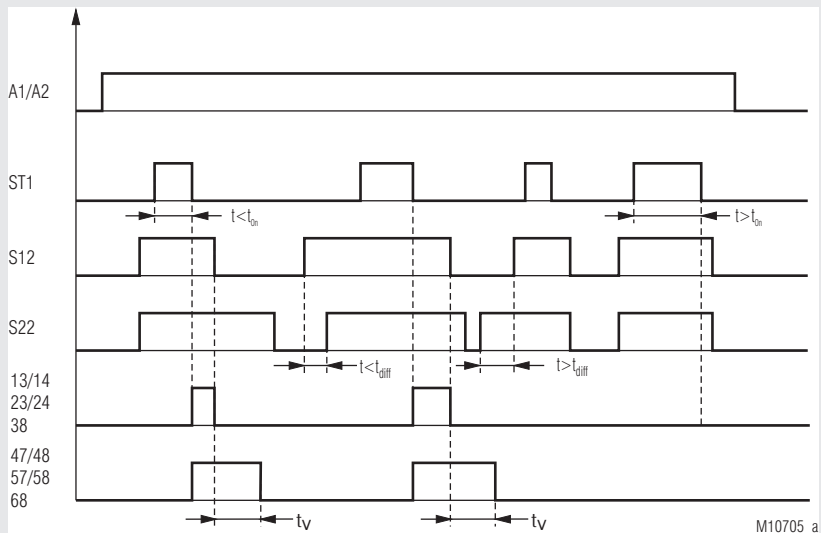 A1/A2
ST1
t<t₀ₙ
t>t₀ₙ
S12
S22
t<tdiff
t>tdiff
13/14
23/24
38
47/48
57/58
68
tv
tv
M10705_a